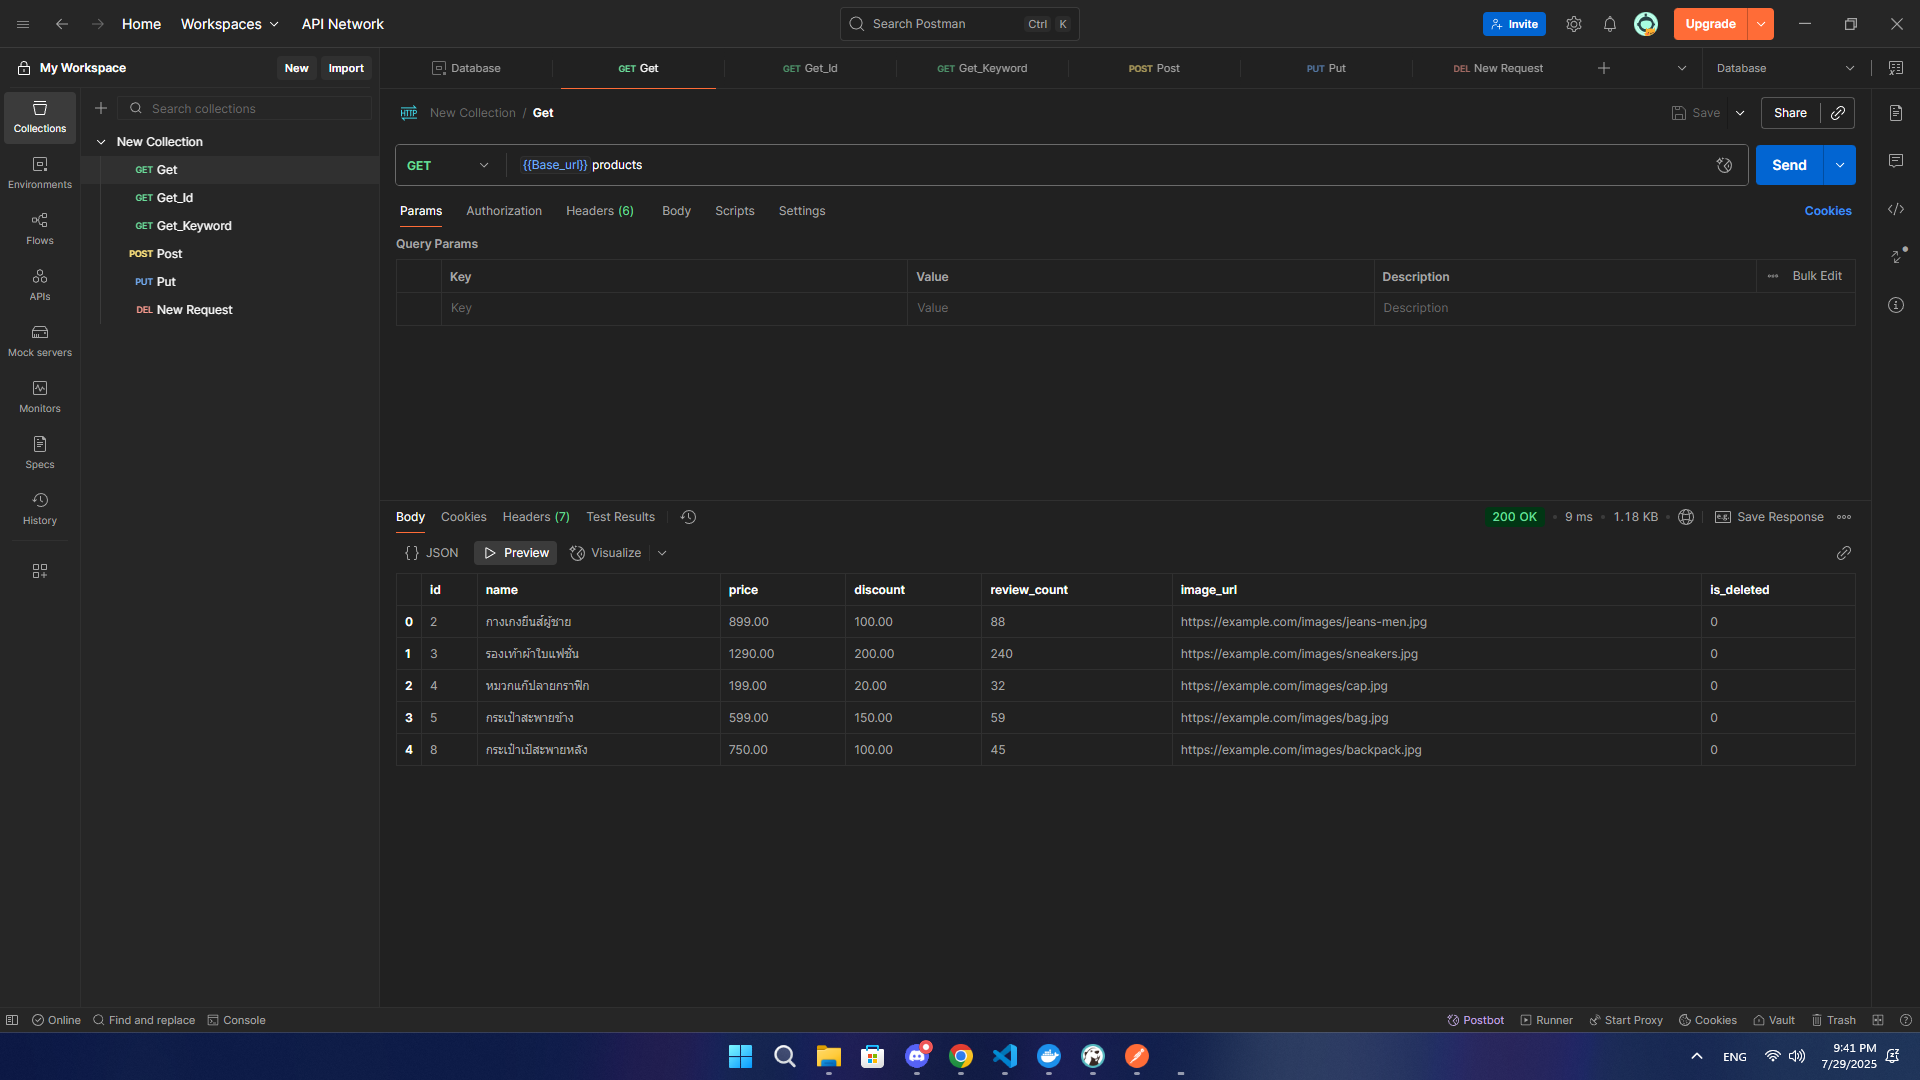 Home
Workspaces
API Network
Search Postman
Ctrl
K
Invite
Upgrade
My Workspace
New
Import
Database
GET Get
GET Get_Id
GET Get_Keyword
POST Post
PUT Put
DEL New Request
Database
Collections
Environments
Flows
APIs
Mock servers
Monitors
Specs
History
Search collections
New Collection
GET Get
GET Get_Id
GET Get_Keyword
POST Post
PUT Put
DEL New Request
HTTP New Collection / Get
Save
Share
GET
{{Base_url}} products
Send
Params Authorization Headers (6) Body Scripts Settings
Cookies
Query Params
Key Value Description ••• Bulk Edit
Key Value Description
Body Cookies Headers (7) Test Results
200 OK • 9 ms • 1.18 KB • e.g. Save Response •••
{} JSON Preview Visualize
id name price discount review_count image_url is_deleted
0 2 กางเกงยีนส์ผู้ชาย 899.00 100.00 88 https://example.com/images/jeans-men.jpg 0
1 3 รองเท้าผ้าใบแฟชั่น 1290.00 200.00 240 https://example.com/images/sneakers.jpg 0
2 4 หมวกแก๊ปลายกราฟิก 199.00 20.00 32 https://example.com/images/cap.jpg 0
3 5 กระเป๋าสะพายข้าง 599.00 150.00 59 https://example.com/images/bag.jpg 0
4 8 กระเป๋าเป้สะพายหลัง 750.00 100.00 45 https://example.com/images/backpack.jpg 0
Online Find and replace Console
Postbot Runner Start Proxy Cookies Vault Trash
ENG
9:41 PM
7/29/2025